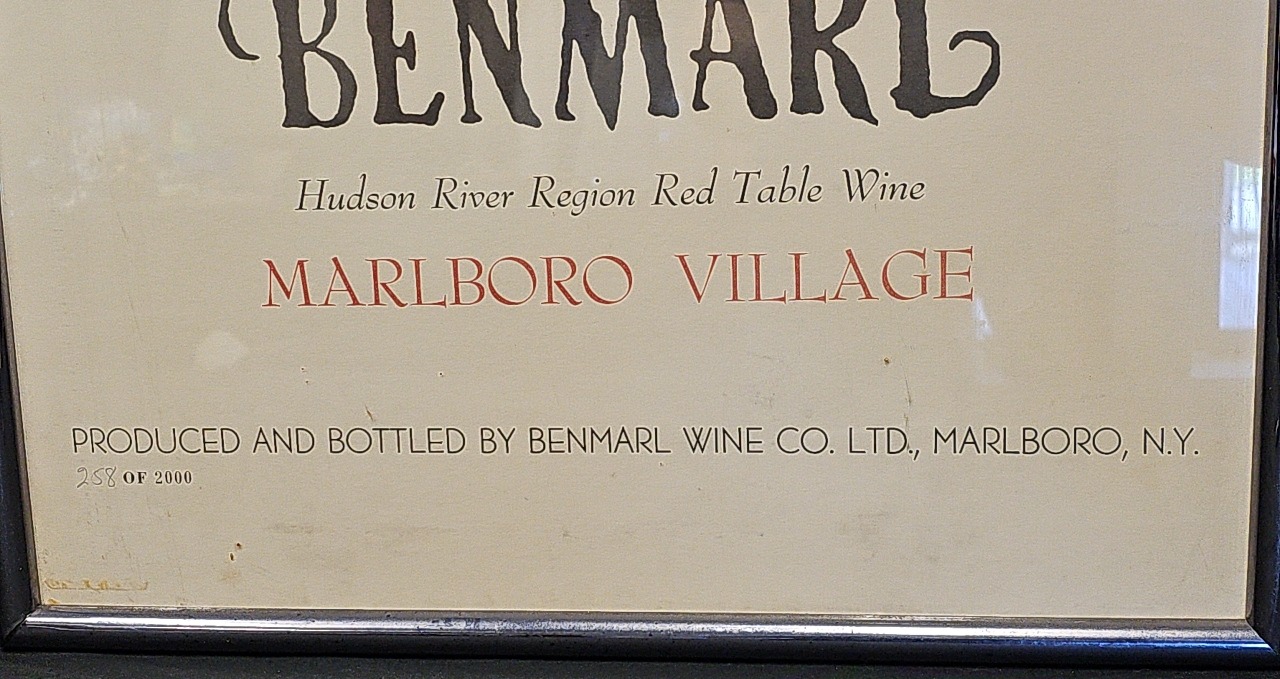 BENMARL
Hudson River Region Red Table Wine
MARLBORO VILLAGE
PRODUCED AND BOTTLED BY BENMARL WINE CO. LTD., MARLBORO, N.Y.
258 OF 2000